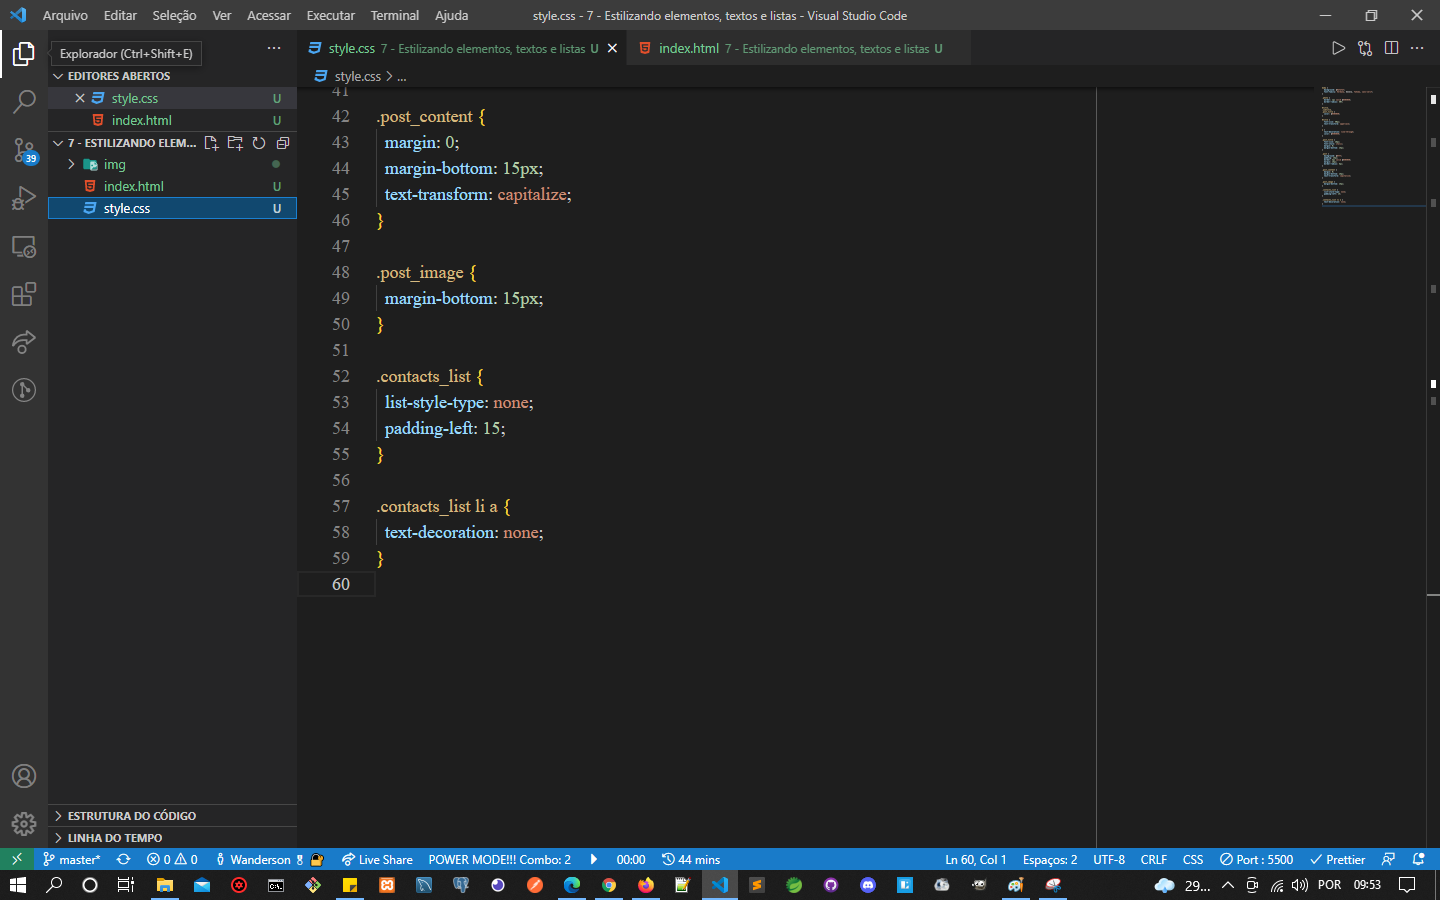 Arquivo Editar Seleção Ver Acessar Executar Terminal Ajuda
style.css - 7 - Estilizando elementos, textos e listas - Visual Studio Code
Explorador (Ctrl+Shift+E)
EDITORES ABERTOS
style.css U
index.html U
7 - ESTILIZANDO ELEM...
img
index.html U
style.css U
ESTRUTURA DO CÓDIGO
LINHA DO TEMPO
39
style.css 7 - Estilizando elementos, textos e listas U
index.html 7 - Estilizando elementos, textos e listas U
style.css > ...
41
42 .post_content {
43 margin: 0;
44 margin-bottom: 15px;
45 text-transform: capitalize;
46 }
47
48 .post_image {
49 margin-bottom: 15px;
50 }
51
52 .contacts_list {
53 list-style-type: none;
54 padding-left: 15;
55 }
56
57 .contacts_list li a {
58 text-decoration: none;
59 }
60
master* 0 0 Wanderson 8 Live Share POWER MODE!!! Combo: 2 00:00 44 mins Ln 60, Col 1 Espaços: 2 UTF-8 CRLF CSS Port : 5500 Prettier
29... POR 09:53